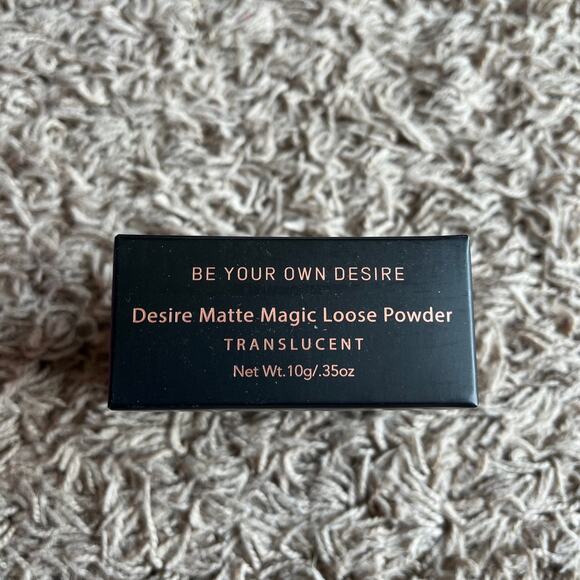 BE YOUR OWN DESIRE
Desire Matte Magic Loose Powder
TRANSLUCENT
Net Wt.10g/.35oz